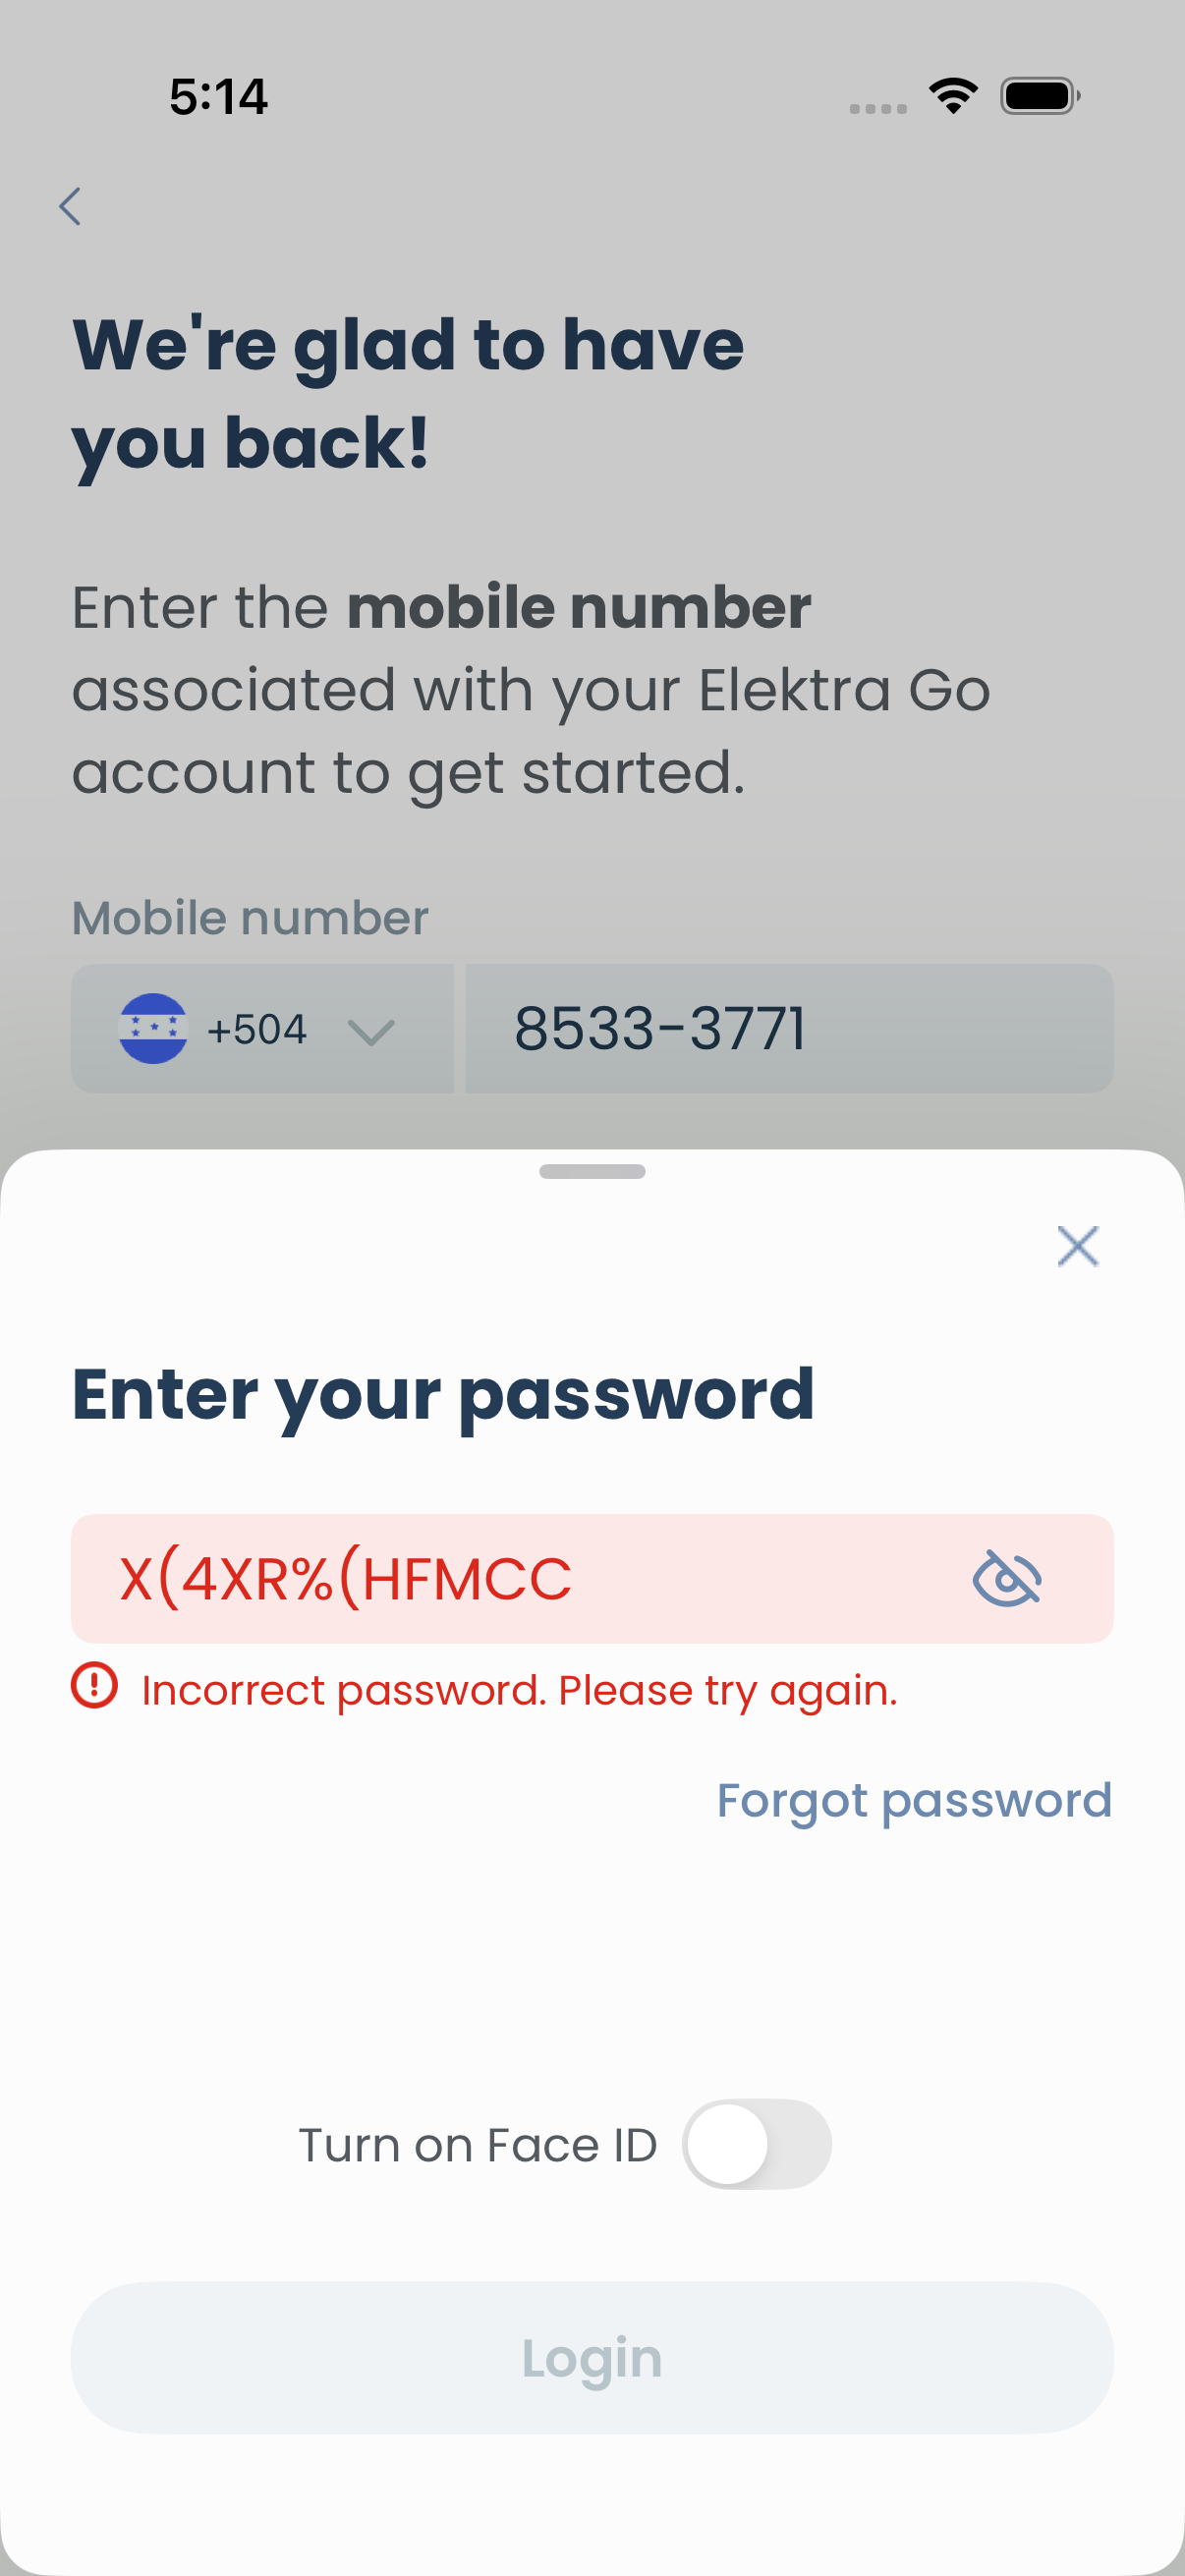 5:14
We're glad to have
you back!
Enter the mobile number
associated with your Elektra Go
account to get started.
Mobile number
+504
8533-3771
Enter your password
X(4XR%(HFMCC
Incorrect password. Please try again.
Forgot password
Turn on Face ID
Login